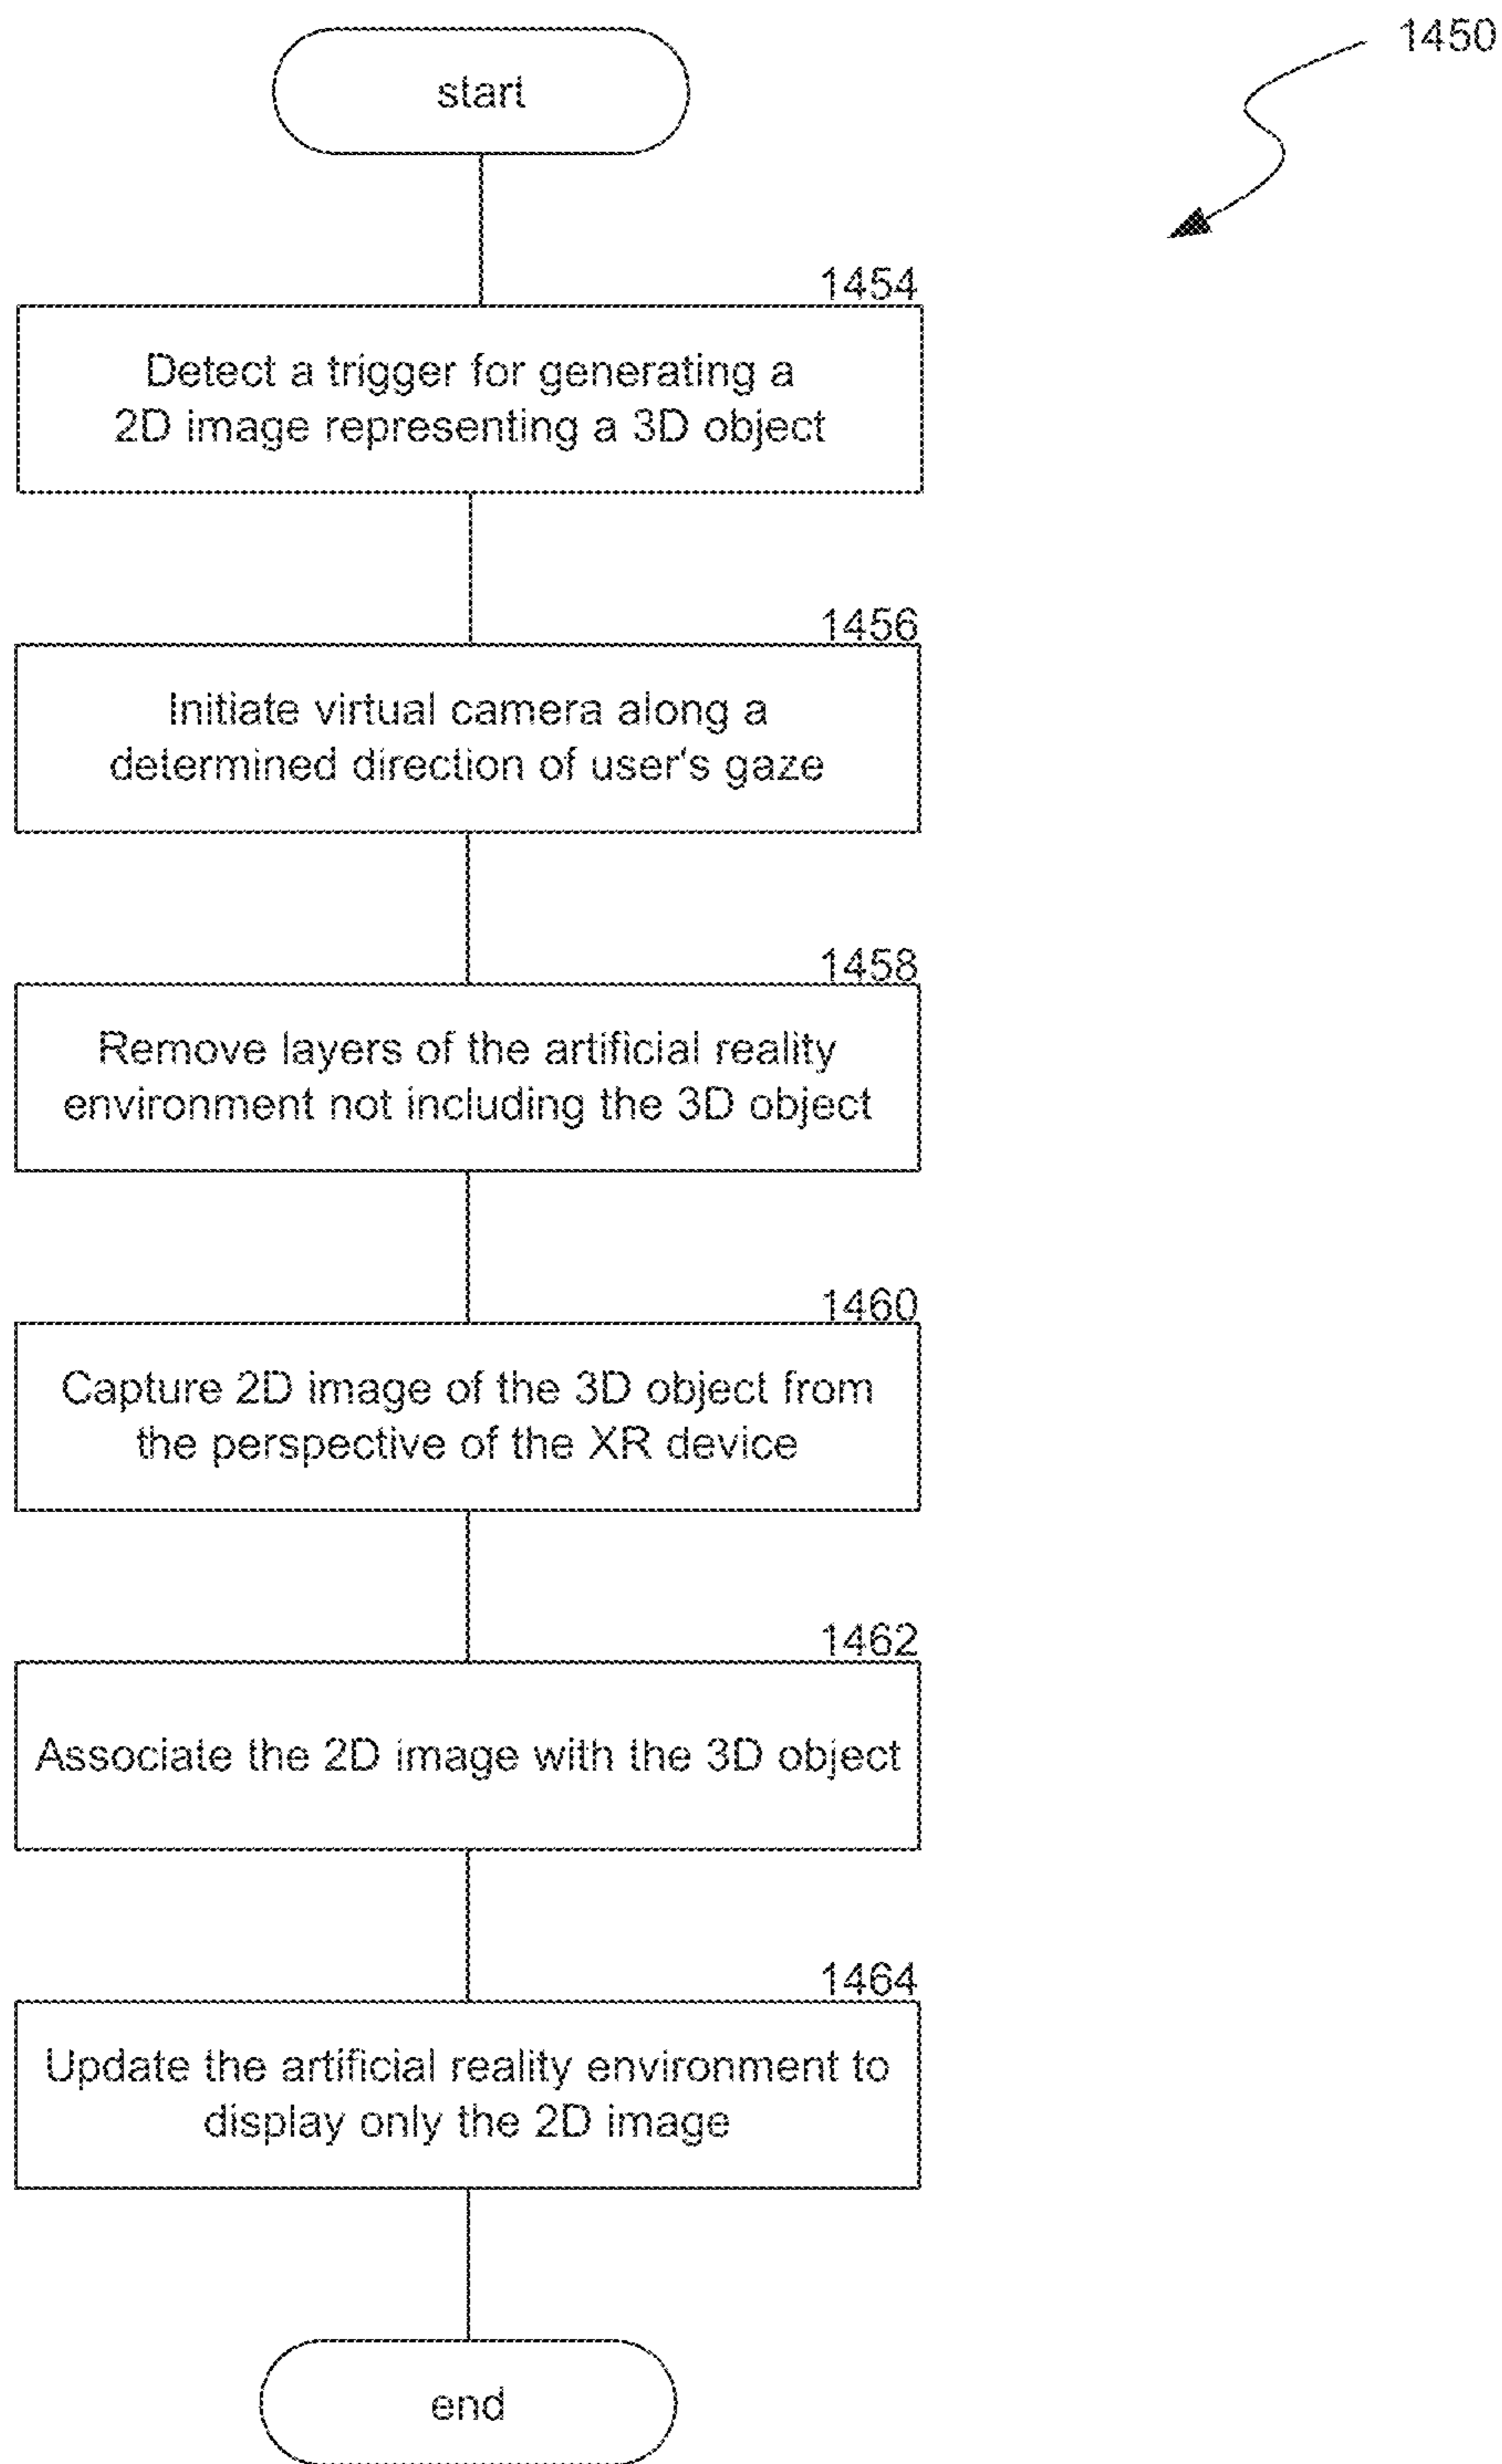 1450
start
1454
Detect a trigger for generating a
2D image representing a 3D object
1456
Initiate virtual camera along a
determined direction of user's gaze
1458
Remove layers of the artificial reality
environment not including the 3D object
1460
Capture 2D image of the 3D object from
the perspective of the XR device
1462
Associate the 2D image with the 3D object
1464
Update the artificial reality environment to
display only the 2D image
end